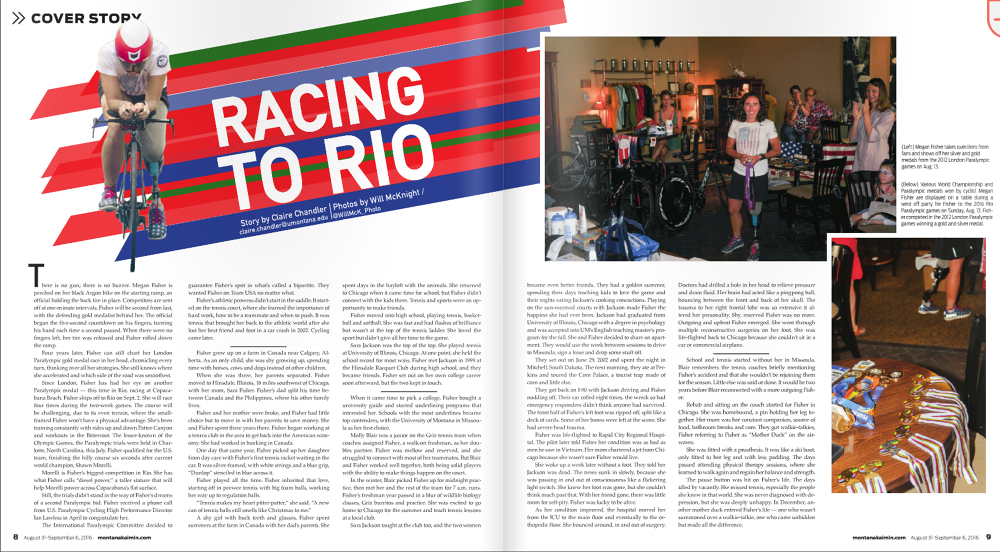 COVER STORY
RACING
TO RIO
Story by Claire Chandler | Photos by Will McKnight /
claire.chandler@umontana.edu | @WillMcK_Photo
(Left) Megan Fisher takes questions from
fans and shows off her silver and gold
medals from the 2012 London Paralympic
games on Aug. 13.
(Below) Various World Championship and
Paralympic medals won by cyclist Megan
Fisher are displayed on a table during a
send off party for Fisher to the 2016 Rio
Paralympic games on Sunday, Aug. 13. Fish-
er competed in the 2012 London Paralympic
games winning a gold and silver medal.
There is no gun, there is no buzzer. Megan Fisher is
perched on her black Argon bike on the starting ramp, an
official holding the back tire in place. Competitors are sent
off at one-minute intervals. Fisher will be second from last,
with the defending gold medalist behind her. The official
began the five-second countdown on his fingers, turning
his hand each time a second passed. When there were no
fingers left, her tire was released and Fisher rolled down
the ramp.
Four years later, Fisher can still chart her London
Paralympic gold medal race in her head, chronicling every
turn, thinking over all her strategies. She still knows where
she accelerated and which side of the road was smoothest.
Since London, Fisher has had her eye on another
Paralympic medal — this time in Rio, racing at Copaca-
bana Beach. Fisher ships off to Rio on Sept. 2. She will race
four times during the two-week games. The course will
be challenging, due to its even terrain, where the small-
framed Fisher won't have a physical advantage. She's been
training constantly with rides up and down Pattee Canyon
and workouts in the Bitterroot. The lesser-known of the
Olympic Games, the Paralympic trials were held in Char-
lotte, North Carolina, this July. Fisher qualified for the U.S.
team, finishing the hilly course six seconds after current
world champion, Shawn Morelli.
Morelli is Fisher's biggest competition in Rio. She has
what Fisher calls "diesel power," a taller stature that will
help Morelli power across Copacabana's flat surface.
Still, the trials didn't stand in the way of Fisher's dreams
of a second Paralympic bid. Fisher received a phone call
from U.S. Paralympic Cycling High Performance Director
Ian Lawless in April to congratulate her.
The International Paralympic Committee decided to
guarantee Fisher's spot in what's called a bipartite. They
wanted Fisher on Team USA no matter what.
Fisher's athletic prowess didn't start in the saddle. It start-
ed on the tennis court, where she learned the importance of
hard work, how to be a teammate and when to push. It was
tennis that brought her back to the athletic world after she
lost her best friend and foot in a car crash in 2002. Cycling
came later.
Fisher grew up on a farm in Canada near Calgary, Al-
berta. As an only child, she was shy growing up, spending
time with horses, cows and dogs instead of other children.
When she was three, her parents separated. Fisher
moved to Hinsdale, Illinois, 18 miles southwest of Chicago,
with her mom, Sara Fisher. Fisher's dad split his time be-
tween Canada and the Philippines, where his other family
lives.
Fisher and her mother were broke, and Fisher had little
choice but to move in with her parents to save money. She
and Fisher spent three years there. Fisher began working at
a tennis club in the area to get back into the American econ-
omy. She had worked in banking in Canada.
One day that same year, Fisher picked up her daughter
from day care with Fisher's first tennis racket waiting in the
car. It was silver-framed, with white strings and a blue grip,
"Dunlop" stenciled in blue across it.
Fisher played all the time. Fisher inherited that love,
starting off in peewee tennis with big foam balls, working
her way up to regulation balls.
"Tennis makes my heart pitter-patter," she said. "A new
can of tennis balls still smells like Christmas to me."
A shy girl with buck teeth and glasses, Fisher spent
summers at the farm in Canada with her dad's parents. She
spent days in the hayloft with the animals. She returned
to Chicago when it came time for school, but Fisher didn't
connect with the kids there. Tennis and sports were an op-
portunity to make friends.
Fisher moved into high school, playing tennis, basket-
ball and softball. She was fast and had flashes of brilliance
but wasn't at the top of the tennis ladder. She loved the
sport but didn't give all her time to the game.
Sara Jackson was the top of the top. She played tennis
at University of Illinois, Chicago. At one point, she held the
school record for most wins. Fisher met Jackson in 1999 at
the Hinsdale Racquet Club during high school, and they
became friends. Fisher set out on her own college career
soon afterward, but the two kept in touch.
When it came time to pick a college, Fisher bought a
university guide and started underlining programs that
interested her. Schools with the most underlines became
top contenders, with the University of Montana in Missou-
la as her first choice.
Molly Blair was a junior on the Griz tennis team when
coaches assigned Fisher, a walk-on freshman, as her dou-
bles partner. Fisher was mellow and reserved, and she
struggled to connect with most of her teammates. But Blair
and Fisher worked well together, both being solid players
with the ability to make things happen on the court.
In the winter, Blair picked Fisher up for midnight prac-
tice, then met her and the rest of the team for 7 a.m. runs.
Fisher's freshman year passed in a blur of wildlife biology
classes, Griz burritos and practice. She was excited to go
home to Chicago for the summer and teach tennis lessons
at a local club.
Sara Jackson taught at the club too, and the two women
became even better friends. They had a golden summer,
spending their days teaching kids to love the game and
their nights eating Jackson's cooking concoctions. Playing
on the sun-warmed courts with Jackson made Fisher the
happiest she had ever been. Jackson had graduated from
University of Illinois, Chicago with a degree in psychology
and was accepted into UM's English teaching master's pro-
gram for the fall. She and Fisher decided to share an apart-
ment. They would use the week between sessions to drive
to Missoula, sign a lease and drop some stuff off.
They set out on June 29, 2002 and spent the night in
Mitchell, South Dakota. The next morning, they ate at Per-
kins and toured the Corn Palace, a tourist trap made of
corn and little else.
They got back on I-90 with Jackson driving and Fisher
nodding off. Their car rolled eight times, the wreck so bad
emergency responders didn't think anyone had survived.
The front half of Fisher's left foot was ripped off, split like a
deck of cards. Some of her bones were left at the scene. She
had severe head trauma.
Fisher was life-flighted to Rapid City Regional Hospi-
tal. The pilot later told Fisher her condition was as bad as
men he saw in Vietnam. Her mom chartered a jet from Chi-
cago because she wasn't sure Fisher would live.
She woke up a week later without a foot. They told her
Jackson was dead. The news sunk in slowly, because she
was passing in and out of consciousness like a flickering
light switch. She knew her foot was gone, but she couldn't
think much past that. With her friend gone, there was little
room for self-pity. Fisher was lucky to be alive.
As her condition improved, the hospital moved her
from the ICU to the main floor and eventually to the or-
thopedic floor. She bounced around, in and out of surgery.
Doctors had drilled a hole in her head to relieve pressure
and drain fluid. Her brain had acted like a ping-pong ball,
bouncing between the front and back of her skull. The
trauma to her right frontal lobe was so extensive it al-
tered her personality. Shy, reserved Fisher was no more.
Outgoing and upbeat Fisher emerged. She went through
multiple reconstructive surgeries on her foot. She was
life-flighted back to Chicago because she couldn't sit in a
car or commercial airplane.
School and tennis started without her in Missoula.
Blair remembers the tennis coaches briefly mentioning
Fisher's accident and that she wouldn't be rejoining them
for the season. Little else was said or done. It would be two
years before Blair reconnected with a more outgoing Fish-
er.
Rehab and sitting on the couch started for Fisher in
Chicago. She was homebound, a pin holding her leg to-
gether. Her mom was her constant companion, source of
food, bathroom breaks and care. They got walkie-talkies,
Fisher referring to Fisher as "Mother Duck" on the air-
waves.
She was fitted with a prosthesis. It was like a ski boot,
only fitted to her leg and with less padding. The days
passed attending physical therapy sessions, where she
learned to walk again and regain her balance and strength.
The pause button hit on Fisher's life. The days
idled by vacantly. She missed tennis, especially the people
she knew in that world. She was never diagnosed with de-
pression, but she was deeply unhappy. In December, an-
other mother duck entered Fisher's life — one who wasn't
summoned over a walkie-talkie, one who came unbidden
but made all the difference.
8 August 31-September 6, 2016 montanakaimin.com
montanakaimin.com August 31-September 6, 2016 9